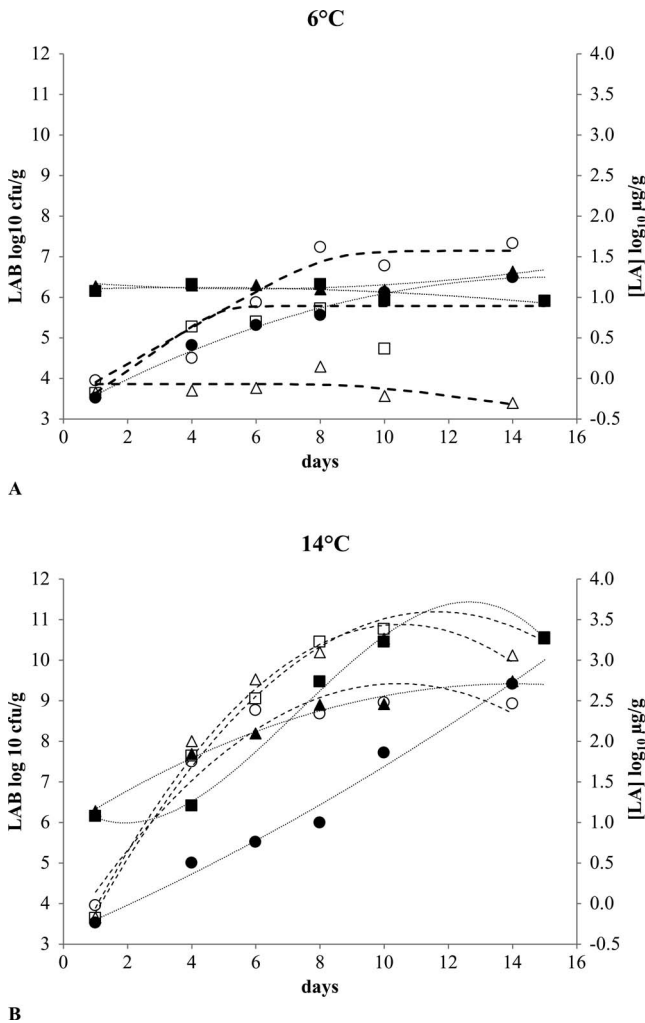 6°C
12 4.0
11 3.5
10 3.0
9 2.5
8 2.0
7 1.5
6 1.0
5 0.5
4 0.0
3 -0.5
LAB log10 cfu/g
[LA] log₁₀ µg/g
0 2 4 6 8 10 12 14 16
days
A
14°C
12 4.0
11 3.5
10 3.0
9 2.5
8 2.0
7 1.5
6 1.0
5 0.5
4 0.0
3 -0.5
LAB log 10 cfu/g
[LA] log₁₀ µg/g
0 2 4 6 8 10 12 14 16
days
B